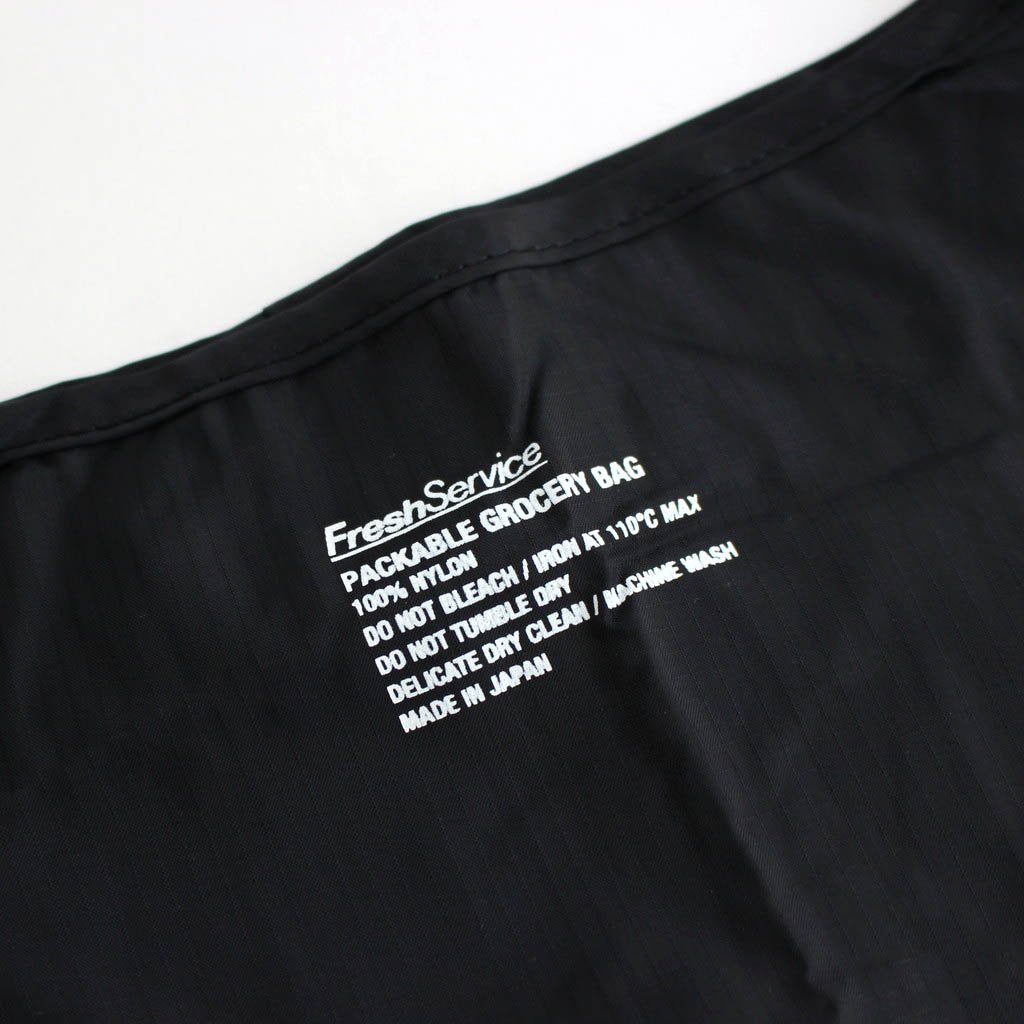 FreshService
PACKABLE GROCERY BAG
100% NYLON
DO NOT BLEACH / IRON AT 110°C MAX
DO NOT TUMBLE DRY
DELICATE DRY CLEAN / MACHINE WASH
MADE IN JAPAN